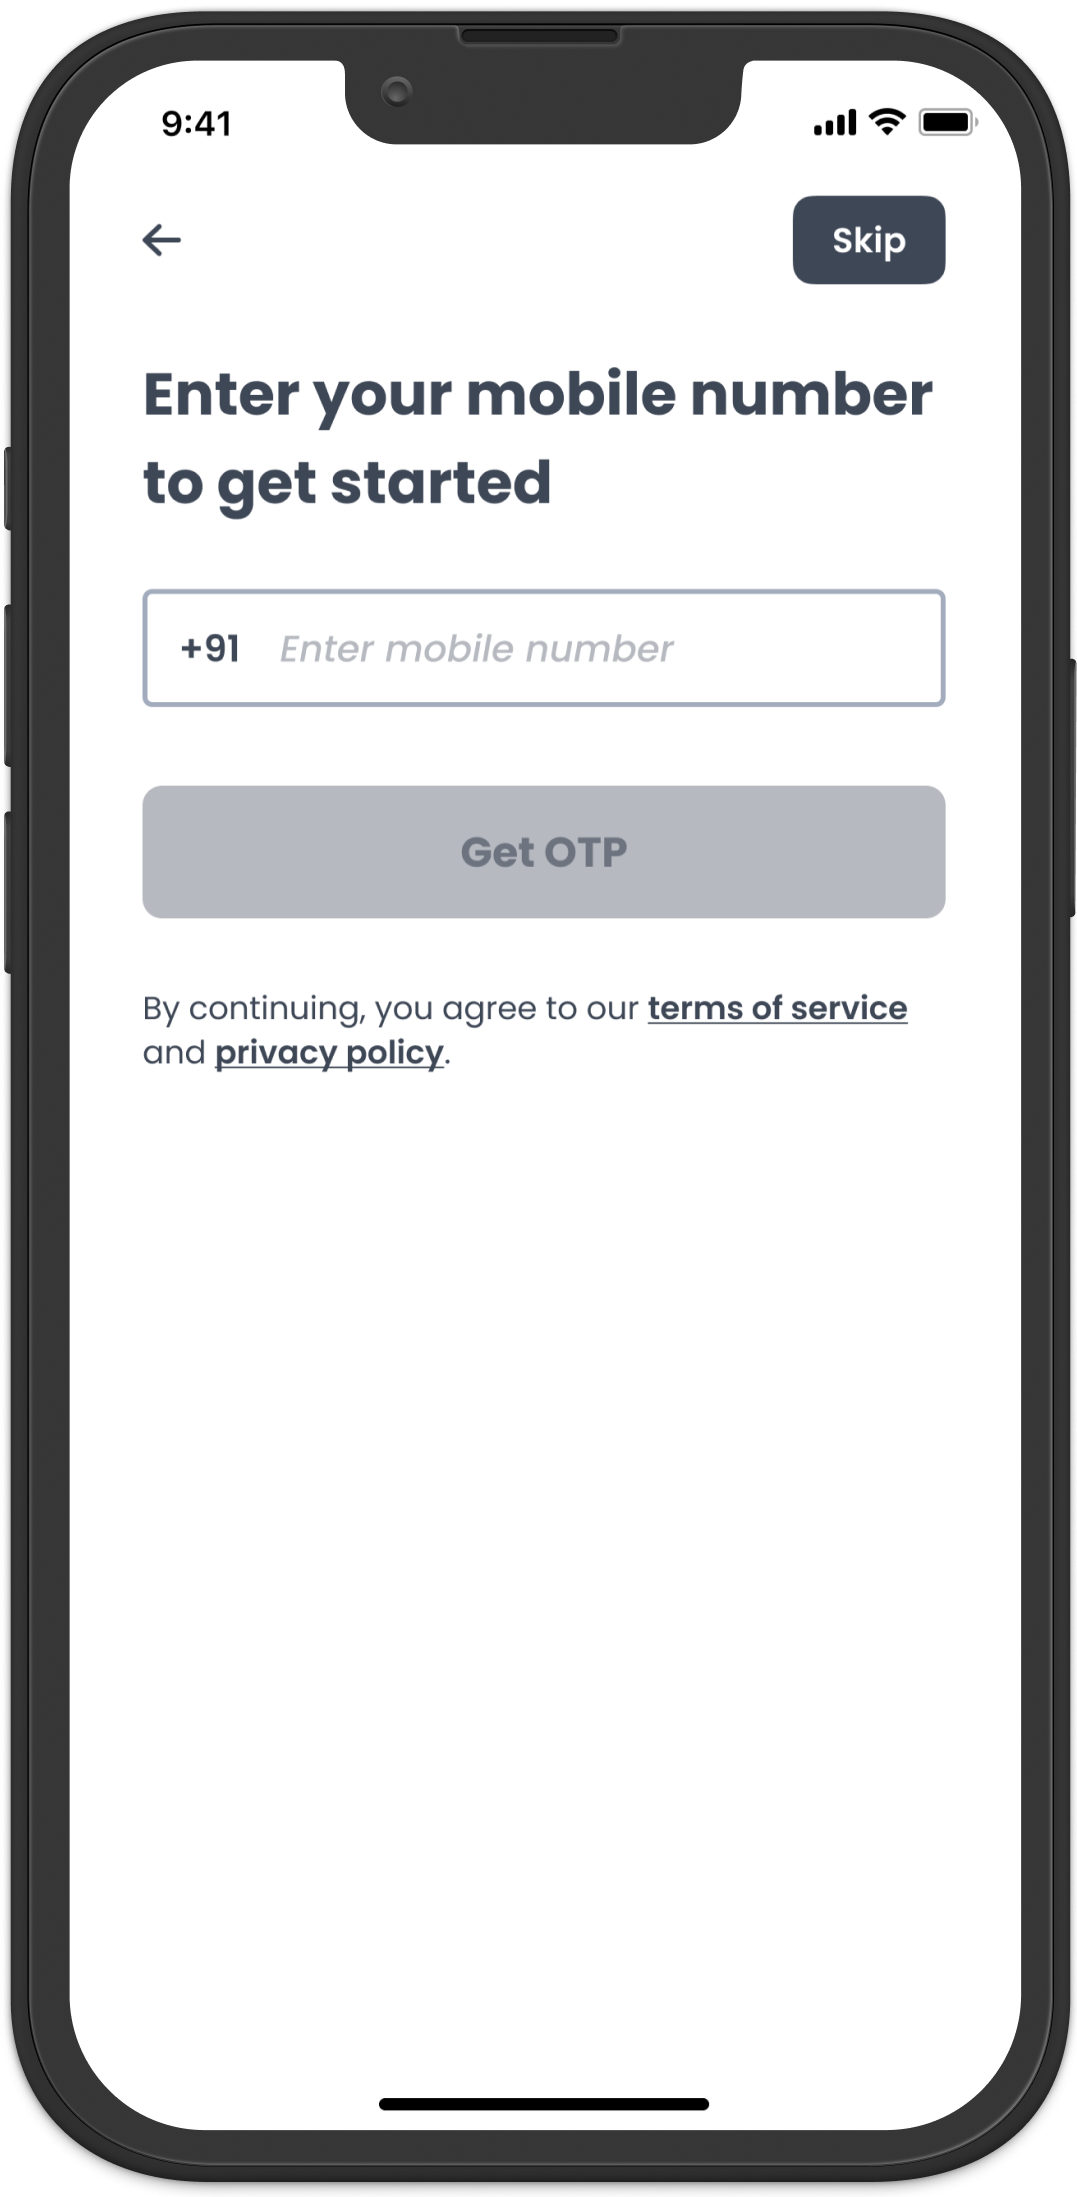 9:41
Skip
Enter your mobile number
to get started
+91 Enter mobile number
Get OTP
By continuing, you agree to our terms of service
and privacy policy.